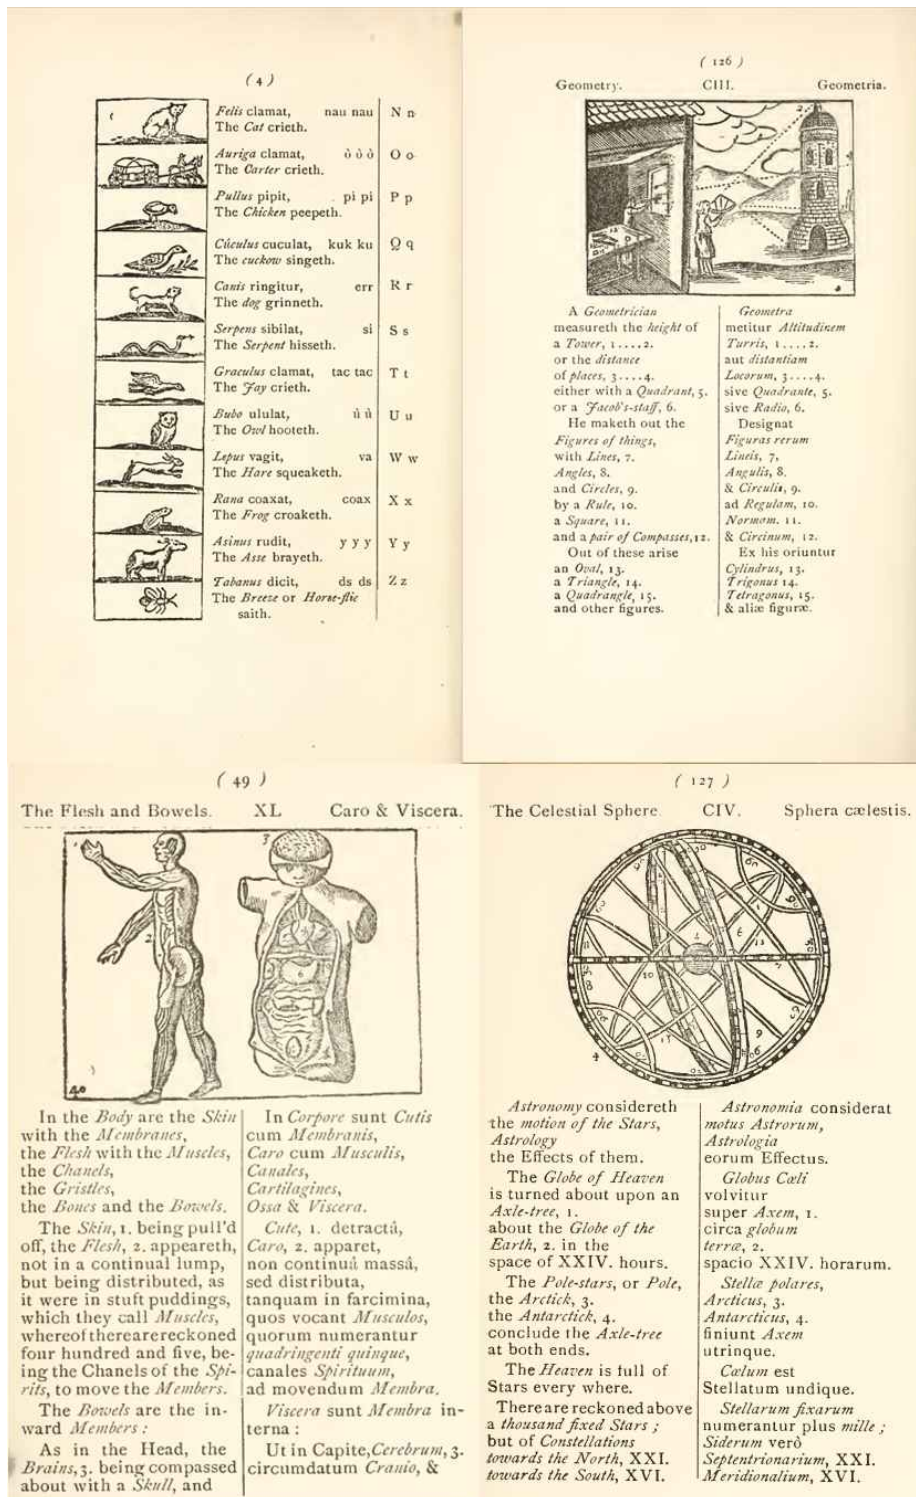 ( 4 )
Felis clamat, nau nau N n
The Cat crieth.
Auriga clamat, ò ò ò O o
The Carter crieth.
Pullus pipit, pi pi P p
The Chicken peepeth.
Cúculus cuculat, kuk ku Q q
The cuckow singeth.
Canis ringitur, err R r
The dog grinneth.
Serpens sibilat, si S s
The Serpent hisseth.
Graculus clamat, tac tac T t
The Jay crieth.
Bubo ululat, ù ù U u
The Owl hooteth.
Lepus vagit, va W w
The Hare squeaketh.
Rana coaxat, coax X x
The Frog croaketh.
Asinus rudit, y y y Y y
The Asse brayeth.
Tabanus dicit, ds ds Z z
The Breeze or Horse-flie
saith.
( 126 )
Geometry. CIII. Geometria.
A Geometrician
measureth the height of
a Tower, 1....2.
or the distance
of places, 3....4.
either with a Quadrant, 5.
or a Jacob's-staff, 6.
He maketh out the
Figures of things,
with Lines, 7.
Angles, 8.
and Circles, 9.
by a Rule, 10.
a Square, 11.
and a pair of Compasses, 12.
Out of these arise
an Oval, 13.
a Triangle, 14.
a Quadrangle, 15.
and other figures.
Geometra
metitur Altitudinem
Turris, 1....2.
aut distantiam
Locorum, 3....4.
sive Quadrante, 5.
sive Radio, 6.
Designat
Figuras rerum
Lineis, 7,
Angulis, 8.
& Circulis, 9.
ad Regulam, 10.
Normam. 11.
& Circinum, 12.
Ex his oriuntur
Cylindrus, 13.
Trigonus 14.
Tetragonus, 15.
& aliæ figuræ.
( 49 )
The Flesh and Bowels. XL Caro & Viscera.
40
In the Body are the Skin
with the Membranes,
the Flesh with the Muscles,
the Chanels,
the Gristles,
the Bones and the Bowels.
The Skin, 1. being pull'd
off, the Flesh, 2. appeareth,
not in a continual lump,
but being distributed, as
it were in stuft puddings,
which they call Muscles,
whereof there are reckoned
four hundred and five, be-
ing the Chanels of the Spi-
rits, to move the Members.
The Bowels are the in-
ward Members :
As in the Head, the
Brains, 3. being compassed
about with a Skull, and
In Corpore sunt Cutis
cum Membranis,
Caro cum Musculis,
Canales,
Cartilagines,
Ossa & Viscera.
Cute, 1. detractâ,
Caro, 2. apparet,
non continuâ massâ,
sed distributa,
tanquam in farcimina,
quos vocant Musculos,
quorum numerantur
quadringenti quinque,
canales Spirituum,
ad movendum Membra.
Viscera sunt Membra in-
terna :
Ut in Capite, Cerebrum, 3.
circumdatum Cranio, &
( 127 )
The Celestial Sphere. CIV. Sphera cælestis.
Astronomy considereth
the motion of the Stars,
Astrology
the Effects of them.
The Globe of Heaven
is turned about upon an
Axle-tree, 1.
about the Globe of the
Earth, 2. in the
space of XXIV. hours.
The Pole-stars, or Pole,
the Arctick, 3.
the Antarctick, 4.
conclude the Axle-tree
at both ends.
The Heaven is full of
Stars every where.
There are reckoned above
a thousand fixed Stars ;
but of Constellations
towards the North, XXI.
towards the South, XVI.
Astronomia considerat
motus Astrorum,
Astrologia
eorum Effectus.
Globus Cœli
volvitur
super Axem, 1.
circa globum
terræ, 2.
spacio XXIV. horarum.
Stellæ polares,
Arcticus, 3.
Antarcticus, 4.
finiunt Axem
utrinque.
Cælum est
Stellatum undique.
Stellarum fixarum
numerantur plus mille ;
Siderum verò
Septentrionarium, XXI.
Meridionalium, XVI.